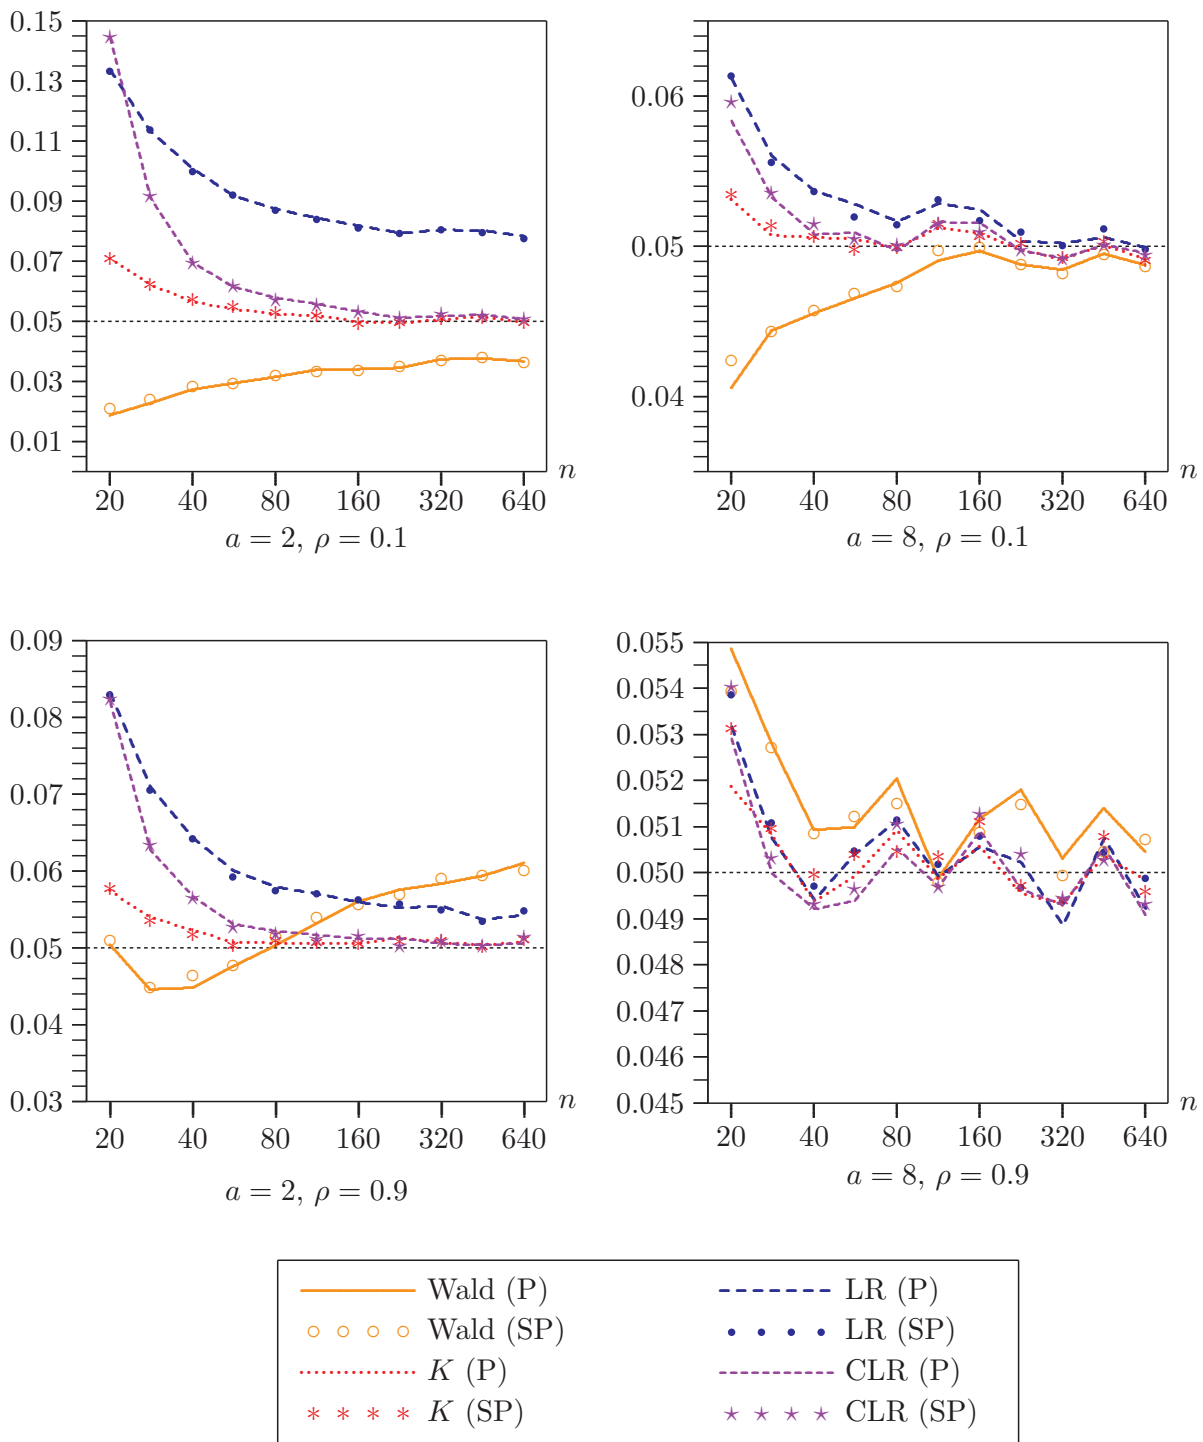 0.15
0.13
0.11
0.09
0.07
0.05
0.03
0.01
20 40 80 160 320 640
n
a = 2, ρ = 0.1
0.06
0.05
0.04
20 40 80 160 320 640
n
a = 8, ρ = 0.1
0.09
0.08
0.07
0.06
0.05
0.04
0.03
20 40 80 160 320 640
n
a = 2, ρ = 0.9
0.055
0.054
0.053
0.052
0.051
0.050
0.049
0.048
0.047
0.046
0.045
20 40 80 160 320 640
n
a = 8, ρ = 0.9
Wald (P)
Wald (SP)
K (P)
K (SP)
LR (P)
LR (SP)
CLR (P)
CLR (SP)